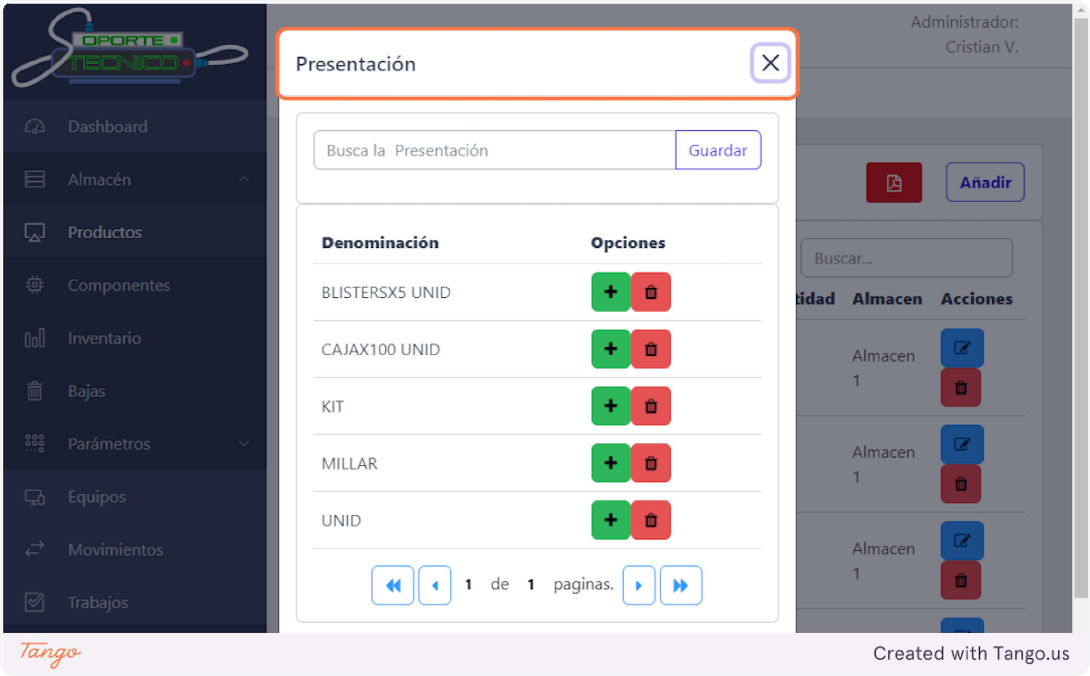 OPORTE
TECNICO
Administrador:
Cristian V.
Dashboard
Almacén
Productos
Componentes
Inventario
Bajas
Parámetros
Equipos
Movimientos
Trabajos
Presentación
Busca la Presentación
Guardar
Denominación Opciones
BLISTERSX5 UNID
CAJAX100 UNID
KIT
MILLAR
UNID
1 de 1 paginas.
Añadir
Buscar...
tidad Almacen Acciones
Almacen
1
Almacen
1
Almacen
1
Tango
Created with Tango.us